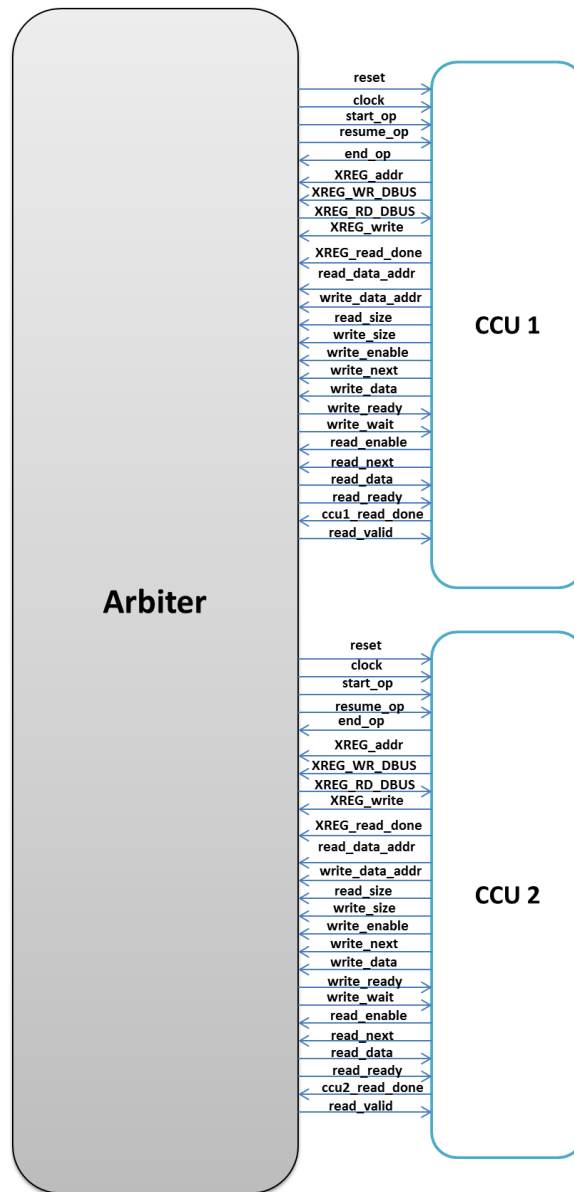 reset
clock
start_op
resume_op
end_op
XREG_addr
XREG_WR_DBUS
XREG_RD_DBUS
XREG_write
XREG_read_done
read_data_addr
write_data_addr
read_size
write_size
write_enable
write_next
write_data
write_ready
write_wait
read_enable
read_next
read_data
read_ready
ccu1_read_done
read_valid
CCU 1
Arbiter
reset
clock
start_op
resume_op
end_op
XREG_addr
XREG_WR_DBUS
XREG_RD_DBUS
XREG_write
XREG_read_done
read_data_addr
write_data_addr
read_size
write_size
write_enable
write_next
write_data
write_ready
write_wait
read_enable
read_next
read_data
read_ready
ccu2_read_done
read_valid
CCU 2